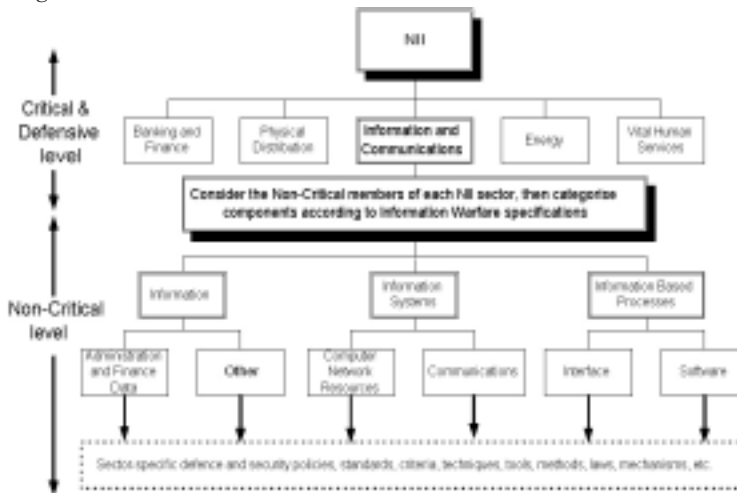 NII
Critical &
Defensive
level
Banking and
Finance
Physical
Distribution
Information and
Communications
Energy
Vital Human
Services
Consider the Non-Critical members of each NII sector, then categorise
components according to Information Warfare specifications
Non-Critical
level
Information
Information
Systems
Information Based
Processes
Administration
and Finance
Data
Other
Computer
Network
Resources
Communications
Interface
Software
Sector specific defence and security policies, standards, criteria, techniques, tools, methods, laws, mechanisms, etc.